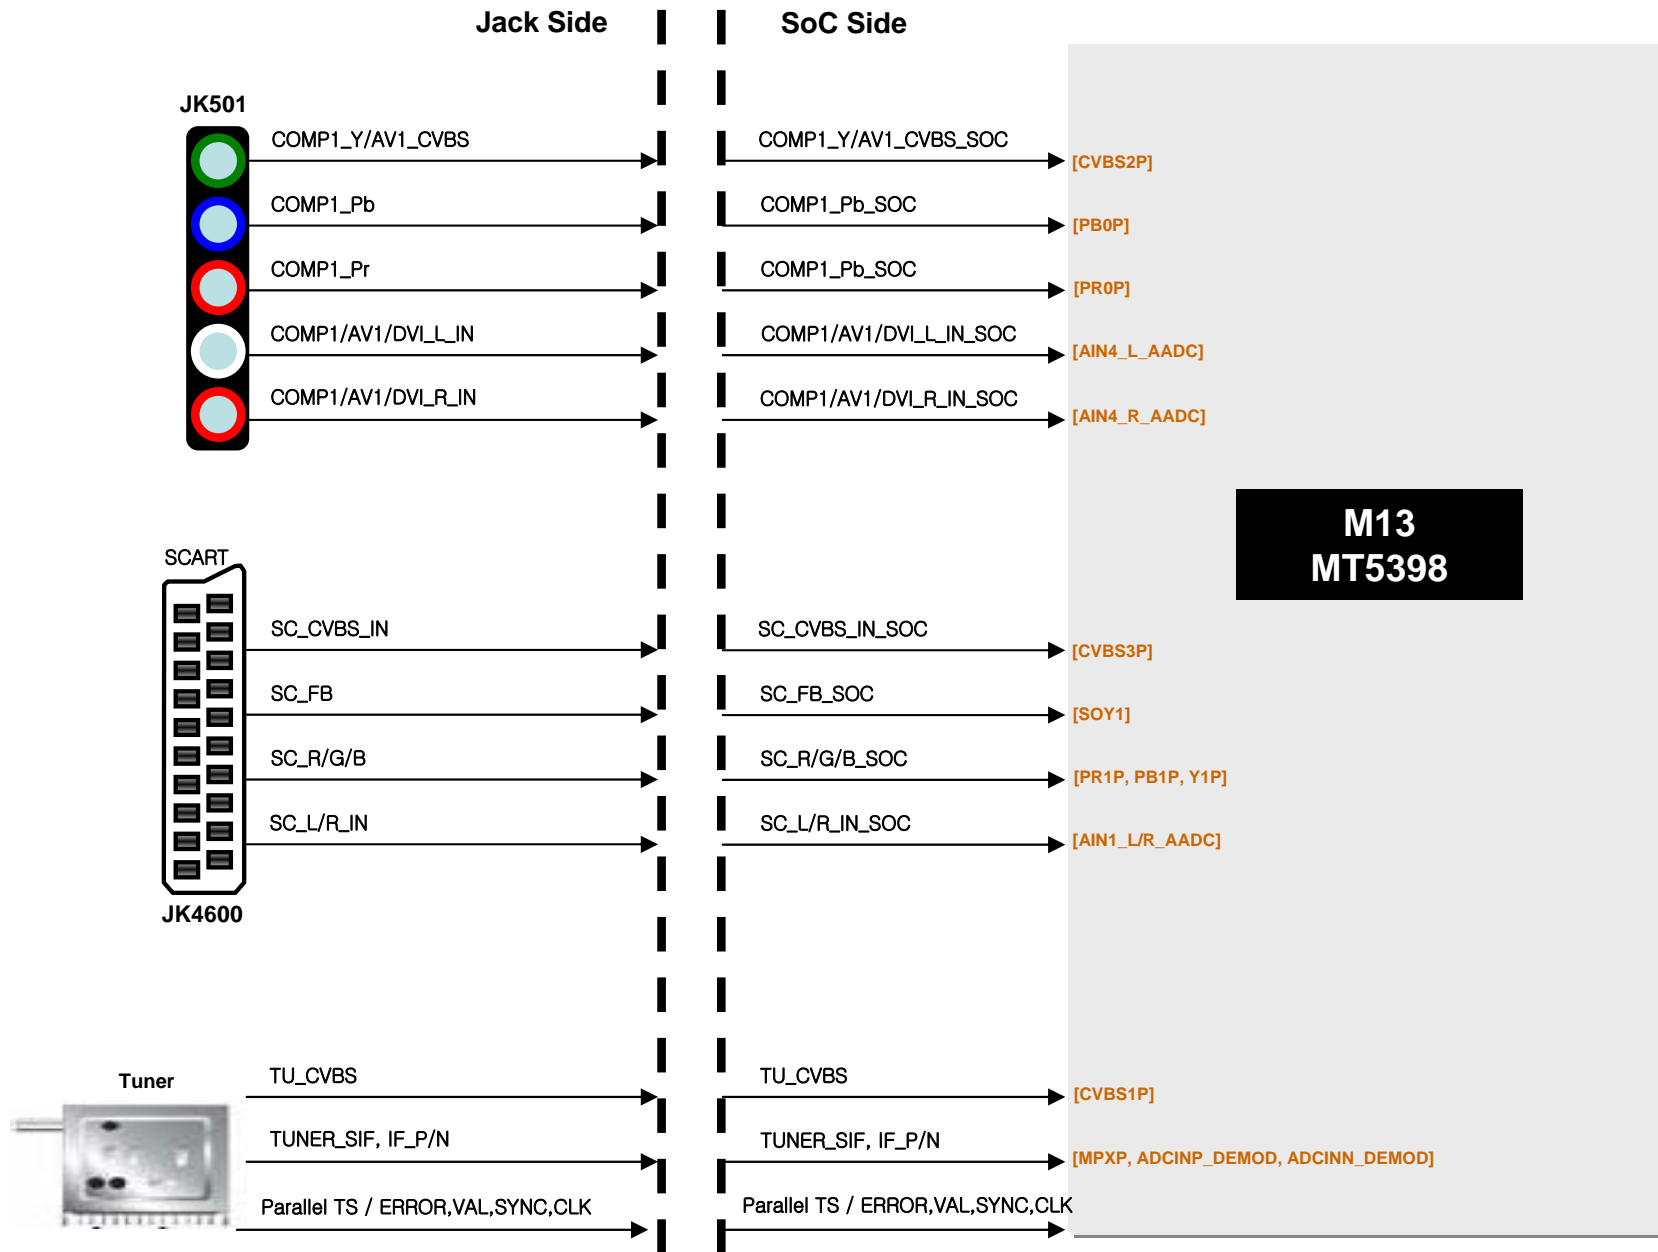 Jack Side
SoC Side
JK501
COMP1_Y/AV1_CVBS
COMP1_Y/AV1_CVBS_SOC
[CVBS2P]
COMP1_Pb
COMP1_Pb_SOC
[PB0P]
COMP1_Pr
COMP1_Pb_SOC
[PR0P]
COMP1/AV1/DVI_L_IN
COMP1/AV1/DVI_L_IN_SOC
[AIN4_L_AADC]
COMP1/AV1/DVI_R_IN
COMP1/AV1/DVI_R_IN_SOC
[AIN4_R_AADC]
M13
MT5398
SCART
SC_CVBS_IN
SC_CVBS_IN_SOC
[CVBS3P]
SC_FB
SC_FB_SOC
[SOY1]
SC_R/G/B
SC_R/G/B_SOC
[PR1P, PB1P, Y1P]
SC_L/R_IN
SC_L/R_IN_SOC
[AIN1_L/R_AADC]
JK4600
Tuner
TU_CVBS
TU_CVBS
[CVBS1P]
TUNER_SIF, IF_P/N
TUNER_SIF, IF_P/N
[MPXP, ADCINP_DEMOD, ADCINN_DEMOD]
Parallel TS / ERROR,VAL,SYNC,CLK
Parallel TS / ERROR,VAL,SYNC,CLK